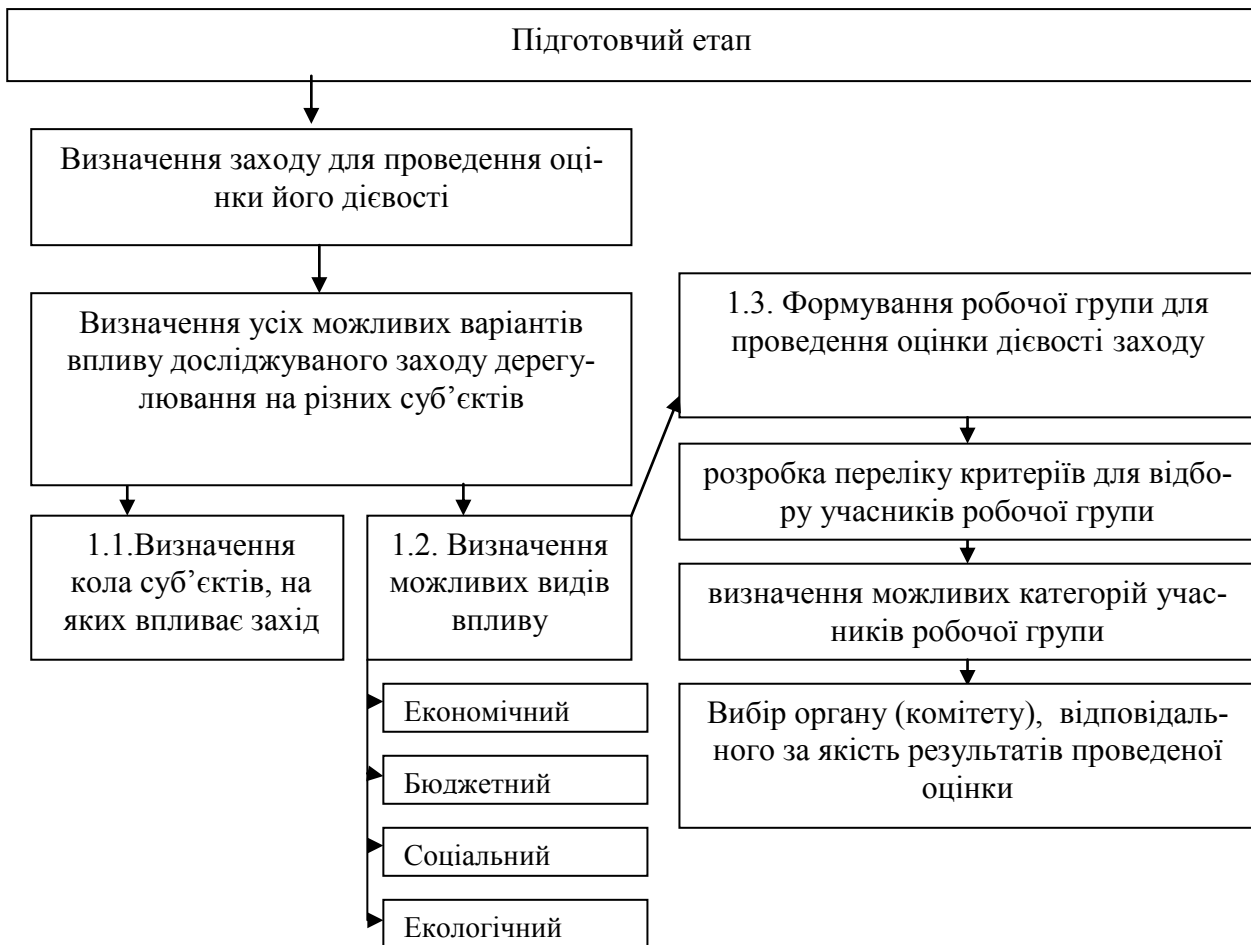 Підготовчий етап
Визначення заходу для проведення оці-
нки його дієвості
Визначення усіх можливих варіантів
впливу досліджуваного заходу дерегу-
лювання на різних суб’єктів
1.1.Визначення
кола суб’єктів, на
яких впливає захід
1.2. Визначення
можливих видів
впливу
Економічний
Бюджетний
Соціальний
Екологічний
1.3. Формування робочої групи для
проведення оцінки дієвості заходу
розробка переліку критеріїв для відбо-
ру учасників робочої групи
визначення можливих категорій учас-
ників робочої групи
Вибір органу (комітету), відповідаль-
ного за якість результатів проведеної
оцінки